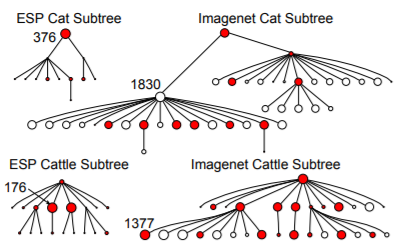 ESP Cat Subtree
Imagenet Cat Subtree
376
1830
ESP Cattle Subtree
Imagenet Cattle Subtree
176
1377